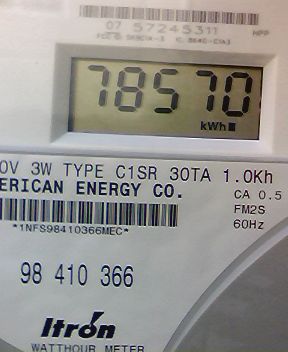 07 57245311 HPP
78570
kWh
0V 3W TYPE C1SR 30TA 1.0Kh
ERICAN ENERGY CO.
CA 0.5
FM2S
60Hz
*1NFS98410366MEC*
98 410 366
Itron
WATTHOUR METER